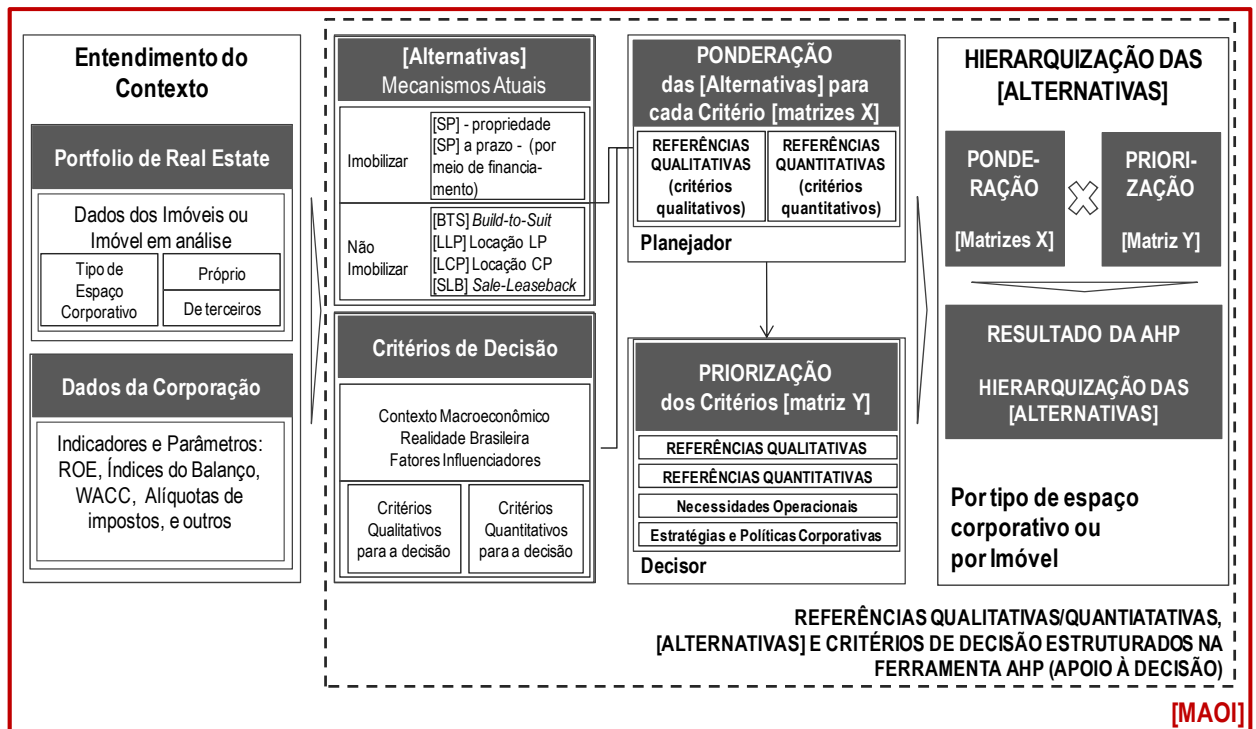 Entendimento do
Contexto
Portfolio de Real Estate
Dados dos Imóveis ou
Imóvel em análise
Tipo de
Espaço
Corporativo
Próprio
De terceiros
Dados da Corporação
Indicadores e Parâmetros:
ROE, Índices do Balanço,
WACC, Alíquotas de
impostos, e outros
[Alternativas]
Mecanismos Atuais
Imobilizar
[SP] - propriedade
[SP] a prazo - (por
meio de financia-
mento)
Não
Imobilizar
[BTS] Build-to-Suit
[LLP] Locação LP
[LCP] Locação CP
[SLB] Sale-Leaseback
Critérios de Decisão
Contexto Macroeconômico
Realidade Brasileira
Fatores Influenciadores
Critérios
Qualitativos
para a decisão
Critérios
Quantitativos
para a decisão
PONDERAÇÃO
das [Alternativas] para
cada Critério [matrizes X]
REFERÊNCIAS
QUALITATIVAS
(critérios
qualitativos)
REFERÊNCIAS
QUANTITATIVAS
(critérios
quantitativos)
Planejador
PRIORIZAÇÃO
dos Critérios [matriz Y]
REFERÊNCIAS QUALITATIVAS
REFERÊNCIAS QUANTITATIVAS
Necessidades Operacionais
Estratégias e Políticas Corporativas
Decisor
HIERARQUIZAÇÃO DAS
[ALTERNATIVAS]
PONDE-
RAÇÃO
[Matrizes X]
PRIORI-
ZAÇÃO
[Matriz Y]
RESULTADO DA AHP
HIERARQUIZAÇÃO DAS
[ALTERNATIVAS]
Por tipo de espaço
corporativo ou
por Imóvel
REFERÊNCIAS QUALITATIVAS/QUANTIATATIVAS,
[ALTERNATIVAS] E CRITÉRIOS DE DECISÃO ESTRUTURADOS NA
FERRAMENTA AHP (APOIO À DECISÃO)
[MAOI]